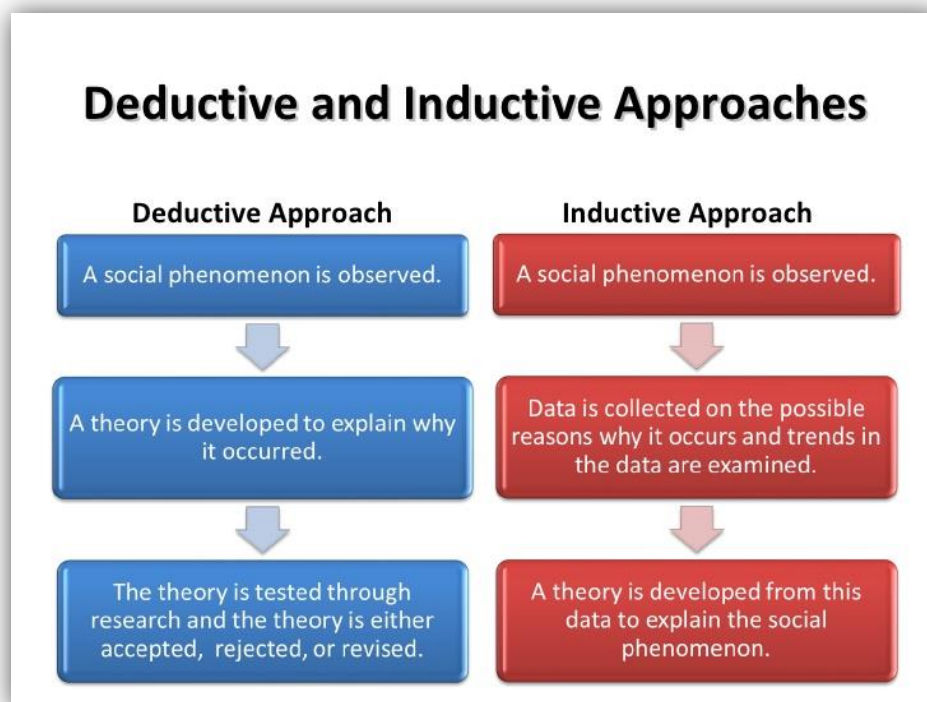 Deductive and Inductive Approaches
Deductive Approach
A social phenomenon is observed.
A theory is developed to explain why
it occurred.
The theory is tested through
research and the theory is either
accepted, rejected, or revised.
Inductive Approach
A social phenomenon is observed.
Data is collected on the possible
reasons why it occurs and trends in
the data are examined.
A theory is developed from this
data to explain the social
phenomenon.